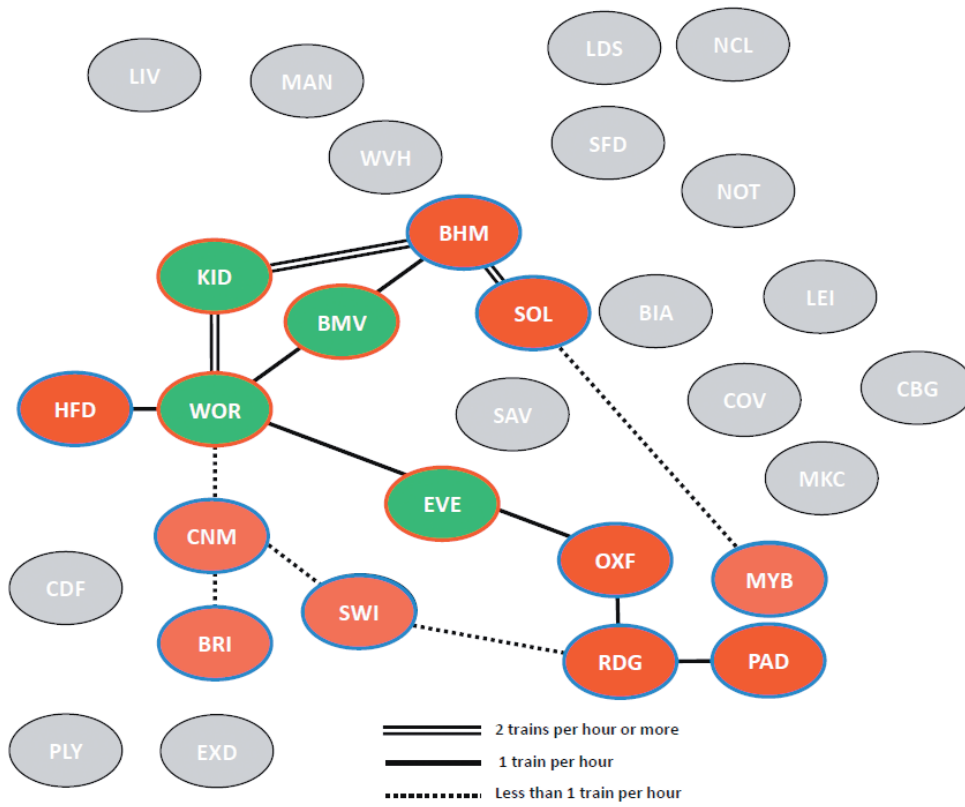 LDS
NCL
LIV
MAN
SFD
WVH
NOT
BHM
KID
LEI
SOL
BIA
BMV
CBG
COV
HFD
WOR
SAV
MKC
EVE
CNM
OXF
MYB
CDF
SWI
BRI
RDG
PAD
2 trains per hour or more
PLY
EXD
1 train per hour
Less than 1 train per hour